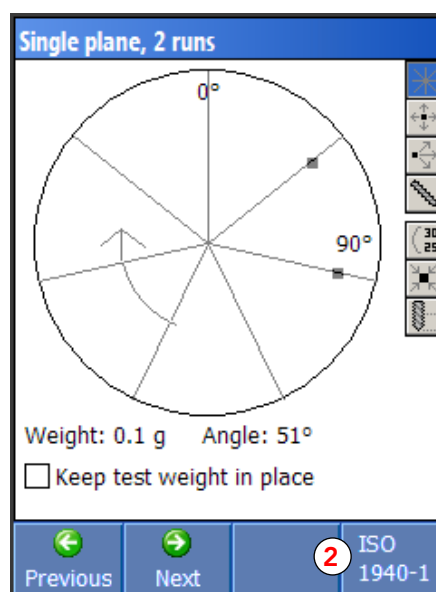 Single plane, 2 runs
0°
90°
Weight: 0.1 g Angle: 51°
Keep test weight in place
Previous
Next
2
ISO
1940-1